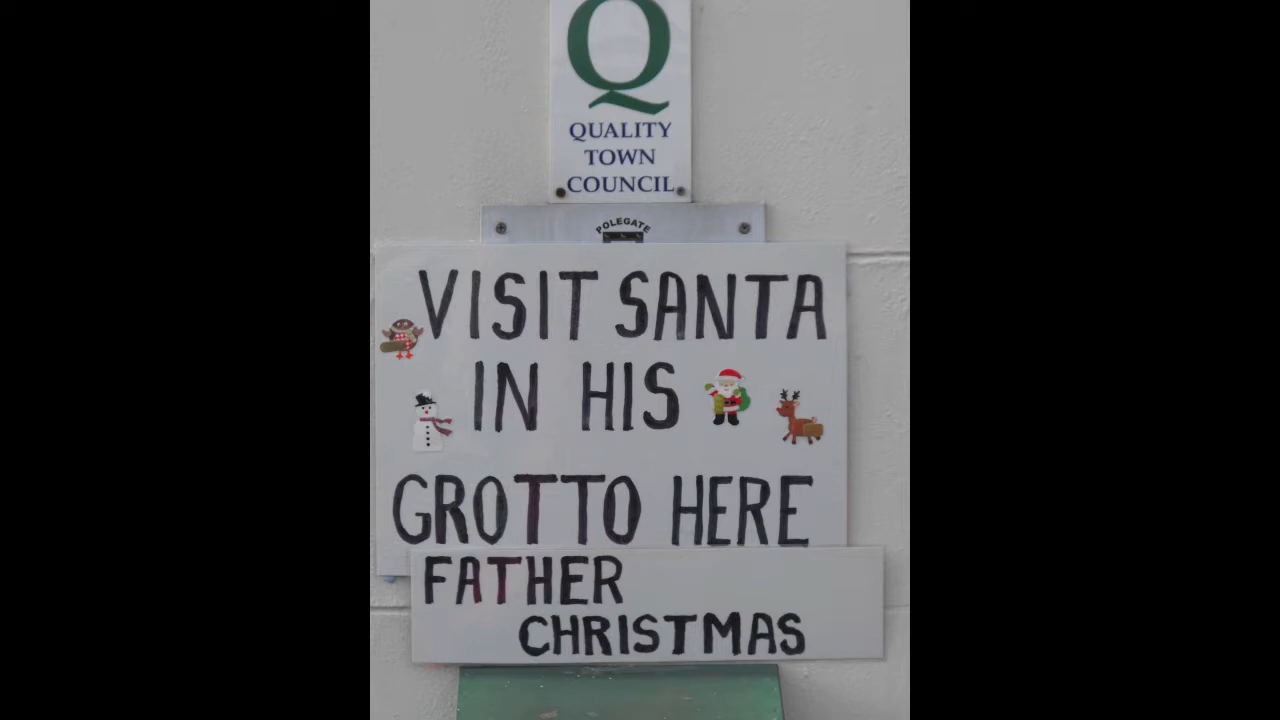 Q
QUALITY
TOWN
COUNCIL
POLEGATE
VISIT SANTA
IN HIS
GROTTO HERE
FATHER
CHRISTMAS